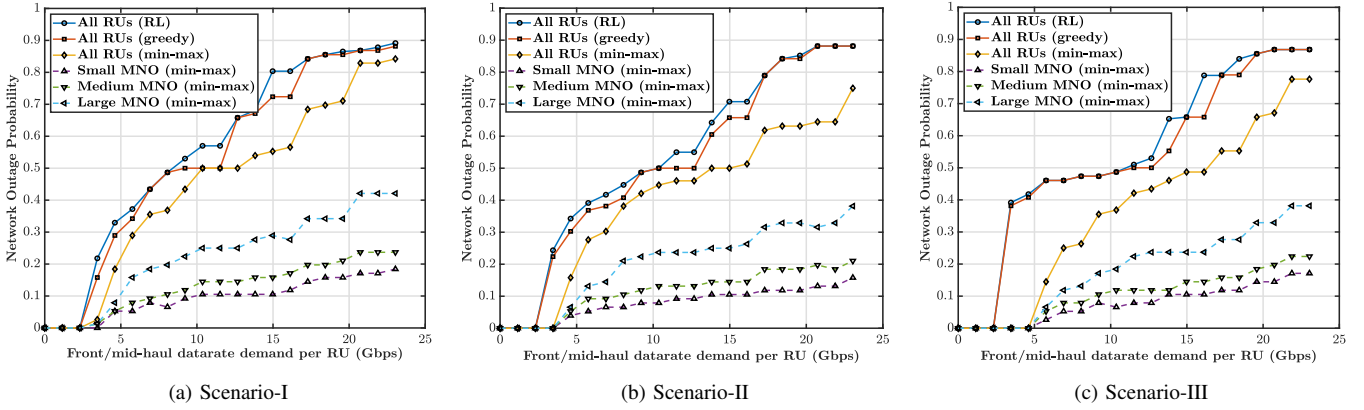 All RUs (RL)
All RUs (greedy)
All RUs (min-max)
Small MNO (min-max)
Medium MNO (min-max)
Large MNO (min-max)
Network Outage Probability
1
0.9
0.8
0.7
0.6
0.5
0.4
0.3
0.2
0.1
0
0 5 10 15 20 25
Front/mid-haul datarate demand per RU (Gbps)
(a) Scenario-I
All RUs (RL)
All RUs (greedy)
All RUs (min-max)
Small MNO (min-max)
Medium MNO (min-max)
Large MNO (min-max)
Network Outage Probability
1
0.9
0.8
0.7
0.6
0.5
0.4
0.3
0.2
0.1
0
0 5 10 15 20 25
Front/mid-haul datarate demand per RU (Gbps)
(b) Scenario-II
All RUs (RL)
All RUs (greedy)
All RUs (min-max)
Small MNO (min-max)
Medium MNO (min-max)
Large MNO (min-max)
Network Outage Probability
1
0.9
0.8
0.7
0.6
0.5
0.4
0.3
0.2
0.1
0
0 5 10 15 20 25
Front/mid-haul datarate demand per RU (Gbps)
(c) Scenario-III